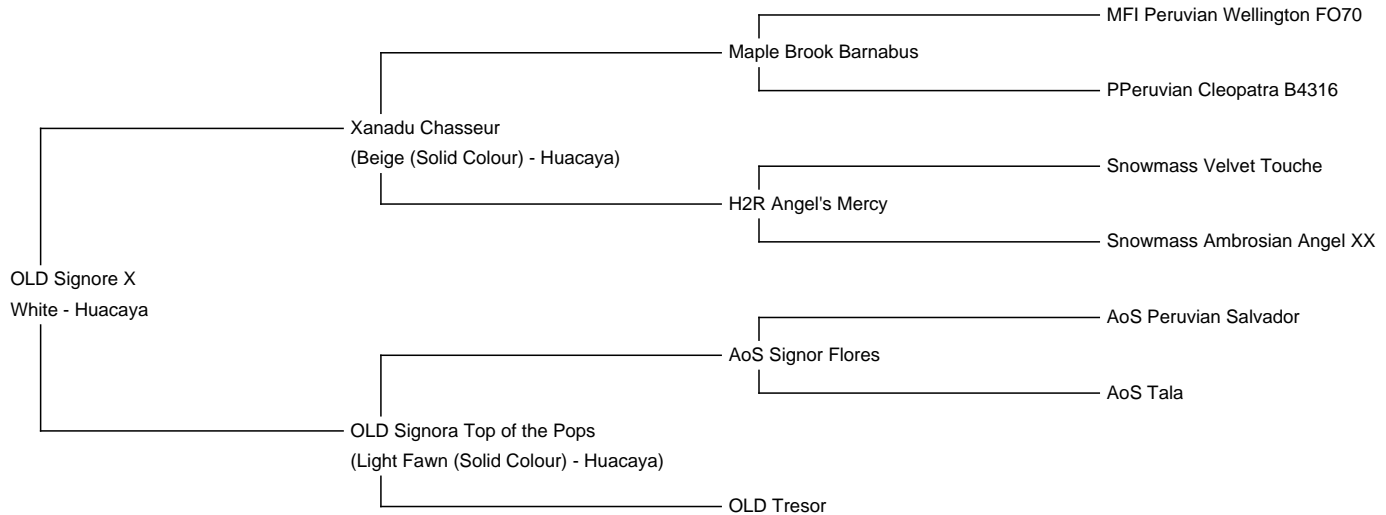 MFI Peruvian Wellington FO70
Maple Brook Barnabus
PPeruvian Cleopatra B4316
Xanadu Chasseur
(Beige (Solid Colour) - Huacaya)
Snowmass Velvet Touche
H2R Angel's Mercy
Snowmass Ambrosian Angel XX
OLD Signore X
White - Huacaya
AoS Peruvian Salvador
AoS Signor Flores
AoS Tala
OLD Signora Top of the Pops
(Light Fawn (Solid Colour) - Huacaya)
OLD Tresor